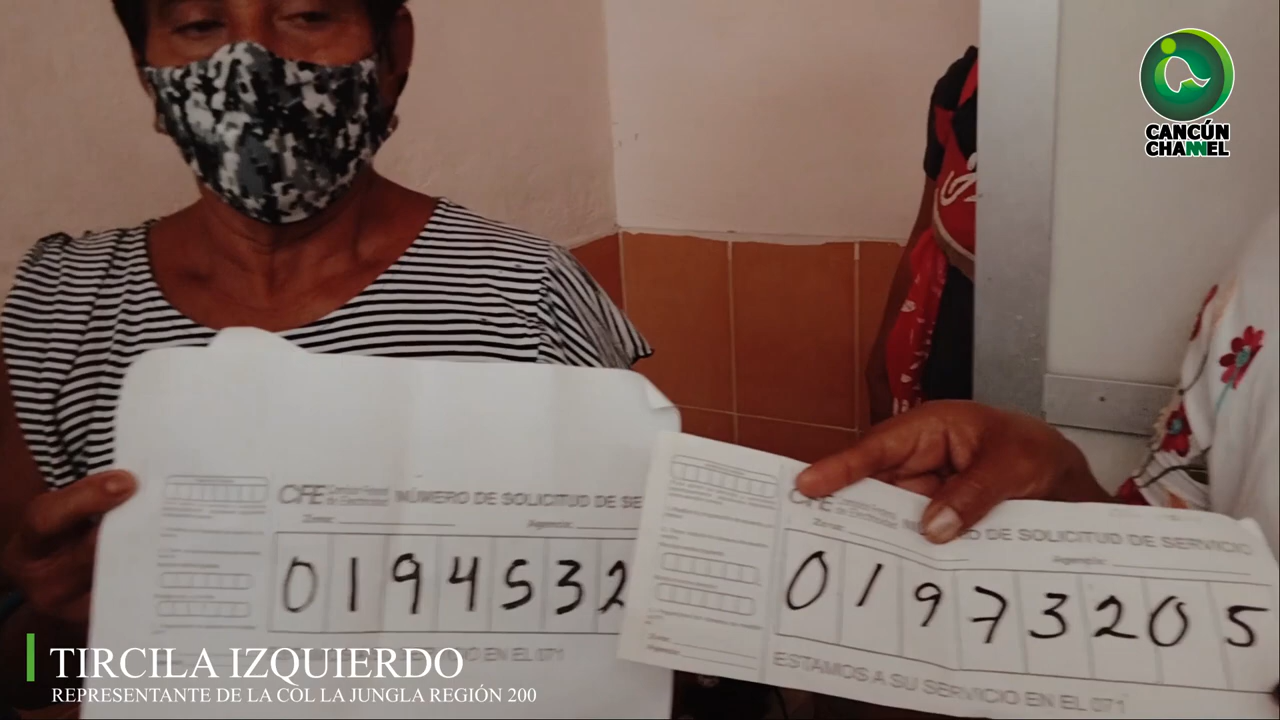 CANCÚN
CHANNEL
CFE
NÚMERO DE SOLICITUD DE SE
Zona:
Agencia:
0194532
EN EL 071
CFE
DE SOLICITUD DE SERVICIO
Zona:
Agencia:
01973205
ESTAMOS A SU SERVICIO EN EL 071
TIRCILA IZQUIERDO
REPRESENTANTE DE LA COL LA JUNGLA REGIÓN 200